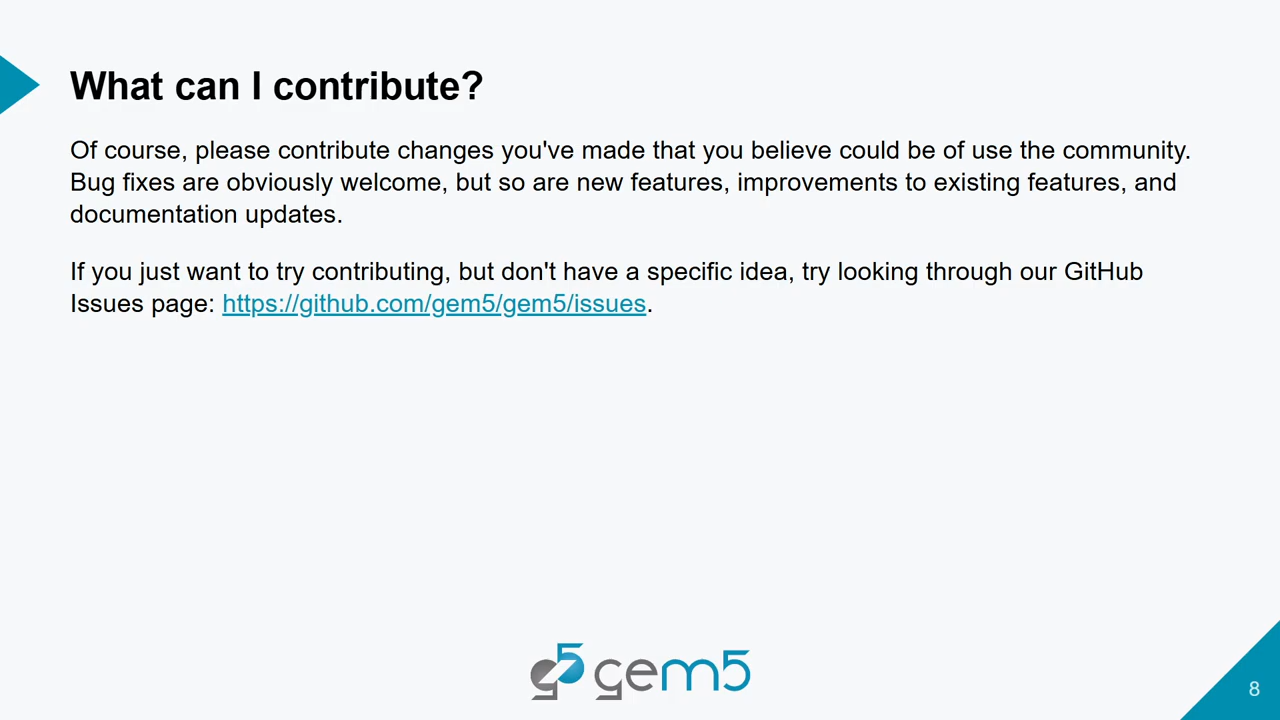 What can I contribute?
Of course, please contribute changes you've made that you believe could be of use the community.
Bug fixes are obviously welcome, but so are new features, improvements to existing features, and
documentation updates.
If you just want to try contributing, but don't have a specific idea, try looking through our GitHub
Issues page: https://github.com/gem5/gem5/issues.
g5 gem5
8